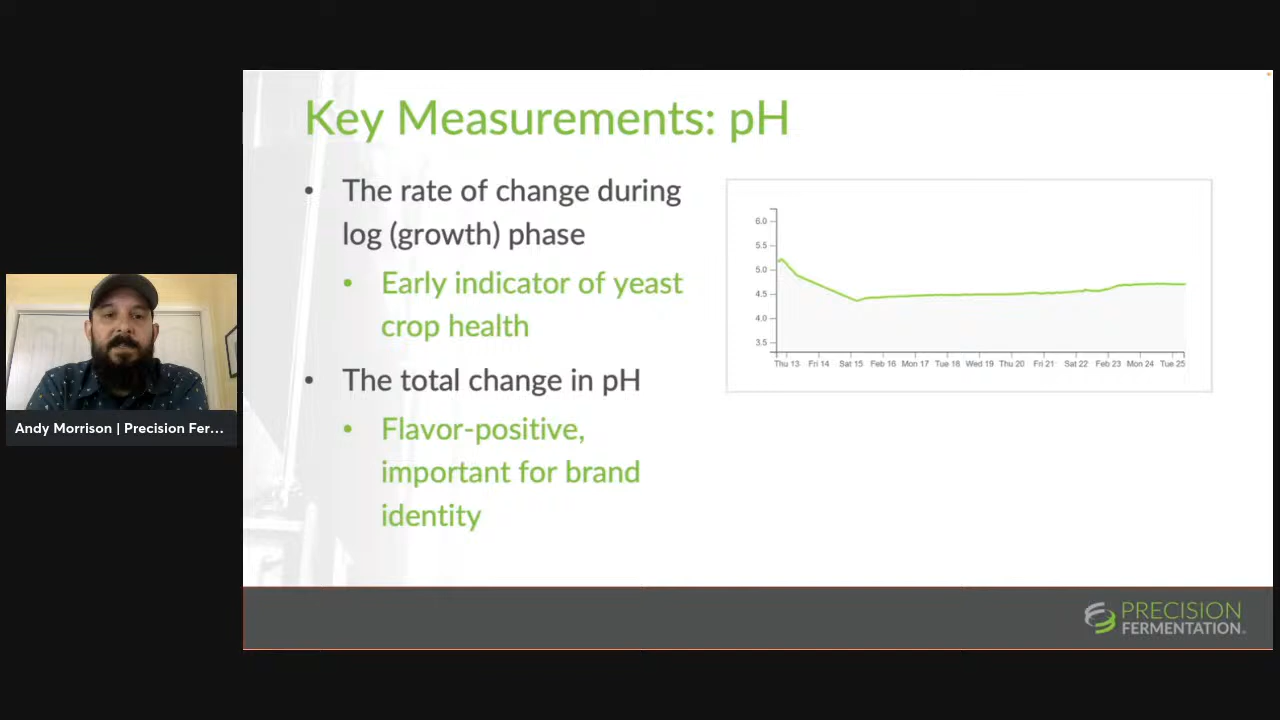 Key Measurements: pH
• The rate of change during
log (growth) phase
• Early indicator of yeast
crop health
• The total change in pH
• Flavor-positive,
important for brand
identity
6.0
5.5
5.0
4.5
4.0
3.5
Thu 13 Fri 14 Sat 15 Feb 16 Mon 17 Tue 18 Wed 19 Thu 20 Fri 21 Sat 22 Feb 23 Mon 24 Tue 25
Andy Morrison | Precision Fer...
PRECISION
FERMENTATION